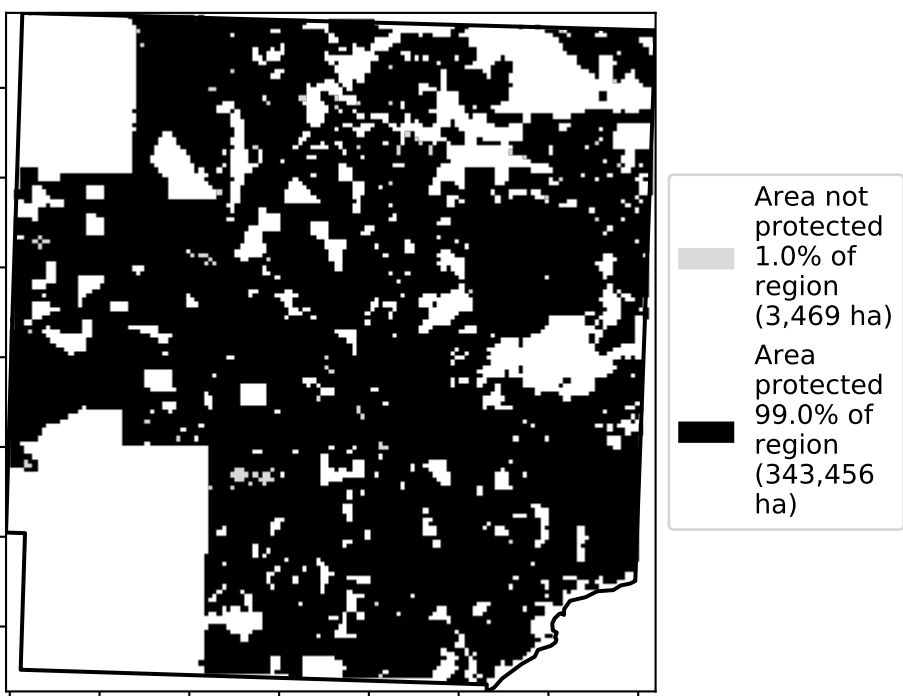 Area not
protected
1.0% of
region
(3,469 ha)
Area
protected
99.0% of
region
(343,456
ha)